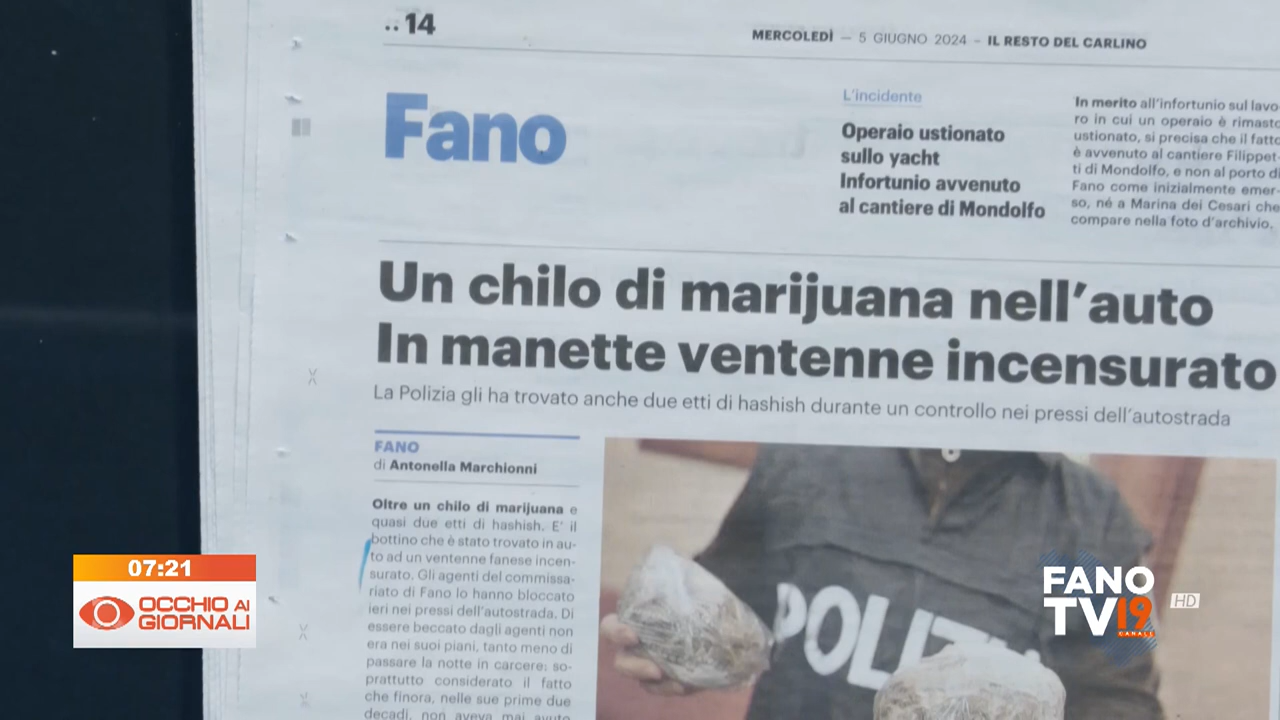 .. 14
MERCOLEDÌ — 5 GIUGNO 2024 – IL RESTO DEL CARLINO
Fano
L'incidente
Operaio ustionato
sullo yacht
Infortunio avvenuto
al cantiere di Mondolfo
In merito all'infortunio sul lavo-
ro in cui un operaio è rimasto
ustionato, si precisa che il fatto
è avvenuto al cantiere Filippet-
ti di Mondolfo, e non al porto di
Fano come inizialmente emer-
so, né a Marina dei Cesari che
compare nella foto d'archivio.
Un chilo di marijuana nell'auto
In manette ventenne incensurato
La Polizia gli ha trovato anche due etti di hashish durante un controllo nei pressi dell'autostrada
FANO
di Antonella Marchionni
Oltre un chilo di marijuana e
quasi due etti di hashish. E' il
bottino che è stato trovato in au-
to ad un ventenne fanese incen-
surato. Gli agenti del commissa-
riato di Fano lo hanno bloccato
ieri nei pressi dell'autostrada. Di
essere beccato dagli agenti non
era nei suoi piani, tanto meno di
passare la notte in carcere: so-
prattutto considerato il fatto
che finora, nelle sue prime due
decadi, non aveva mai avuto
POLIZI
07:21
OCCHIO AI
GIORNALI
FANO
TV19
CANALE
HD